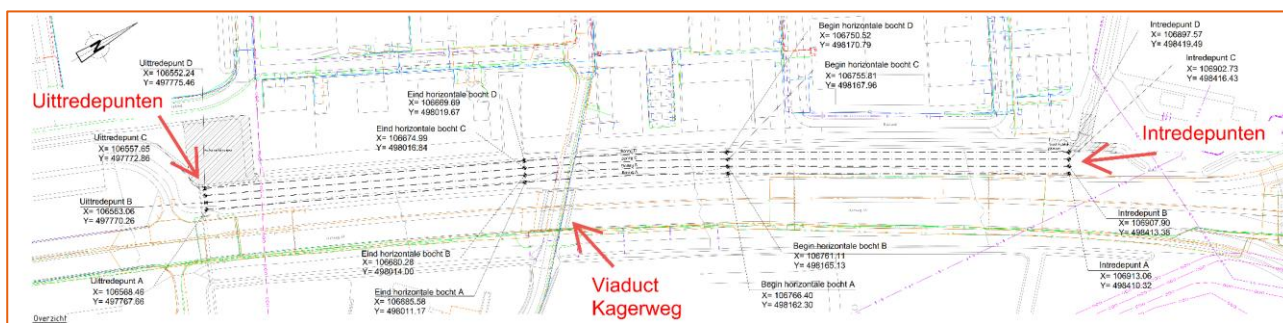 N
Uittredepunt D
X= 106552.24
Y= 497775.46
Uittredepunten
Uittredepunt C
X= 106557.65
Y= 497772.86
Uittredepunt B
X= 106563.06
Y= 497770.26
Uittredepunt A
X= 106568.46
Y= 497767.66
Overzicht
Eind horizontale bocht D
X= 106669.69
Y= 498019.67
Eind horizontale bocht C
X= 106674.99
Y= 498016.84
Eind horizontale bocht B
X= 106680.28
Y= 498014.00
Eind horizontale bocht A
X= 106685.58
Y= 498011.17
Viaduct
Kagerweg
Begin horizontale bocht D
X= 106750.52
Y= 498170.79
Begin horizontale bocht C
X= 106755.81
Y= 498167.96
Begin horizontale bocht B
X= 106761.11
Y= 498165.13
Begin horizontale bocht A
X= 106766.40
Y= 498162.30
Intredepunt D
X= 106897.57
Y= 498419.49
Intredepunt C
X= 106902.73
Y= 498416.43
Intredepunten
Intredepunt B
X= 106907.90
Y= 498413.38
Intredepunt A
X= 106913.06
Y= 498410.32